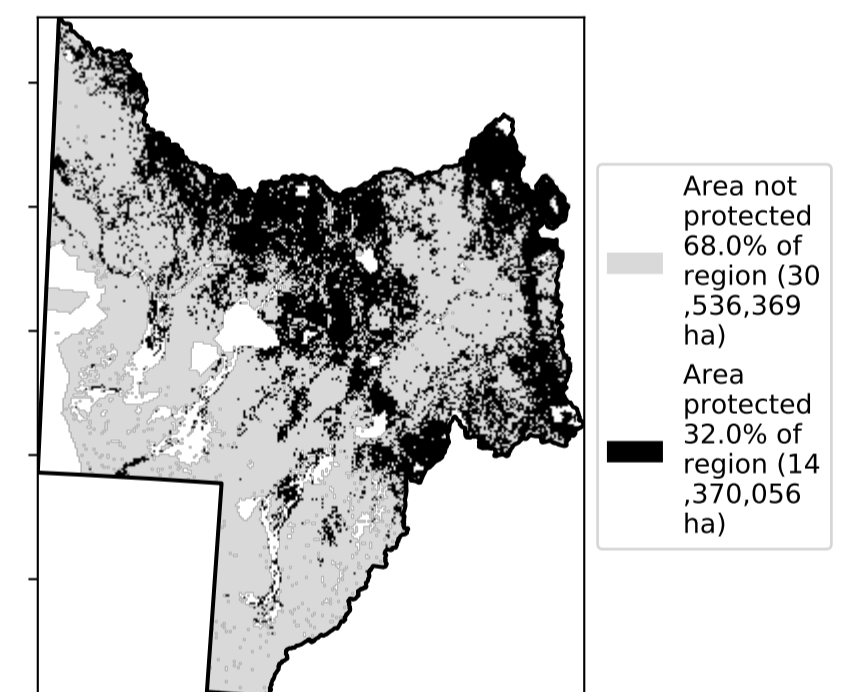 Area not
protected
68.0% of
region (30
,536,369
ha)
Area
protected
32.0% of
region (14
,370,056
ha)